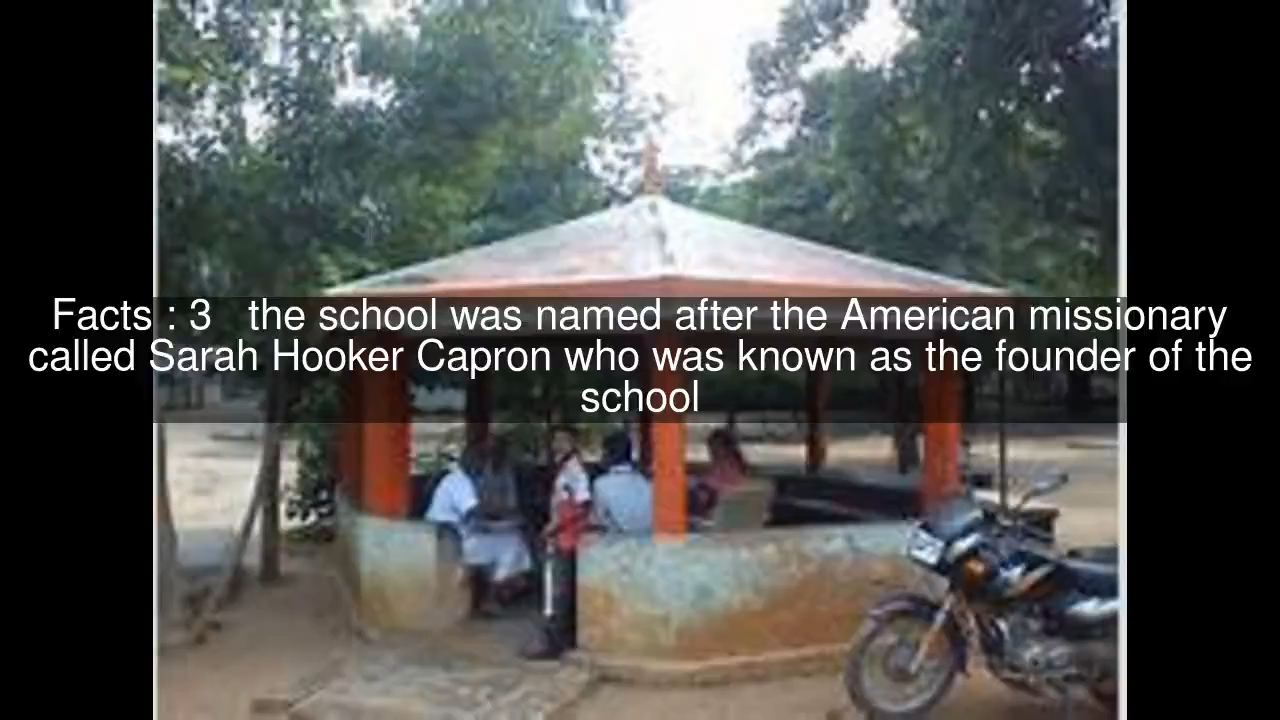 Facts : 3   the school was named after the American missionary
called Sarah Hooker Capron who was known as the founder of the
school